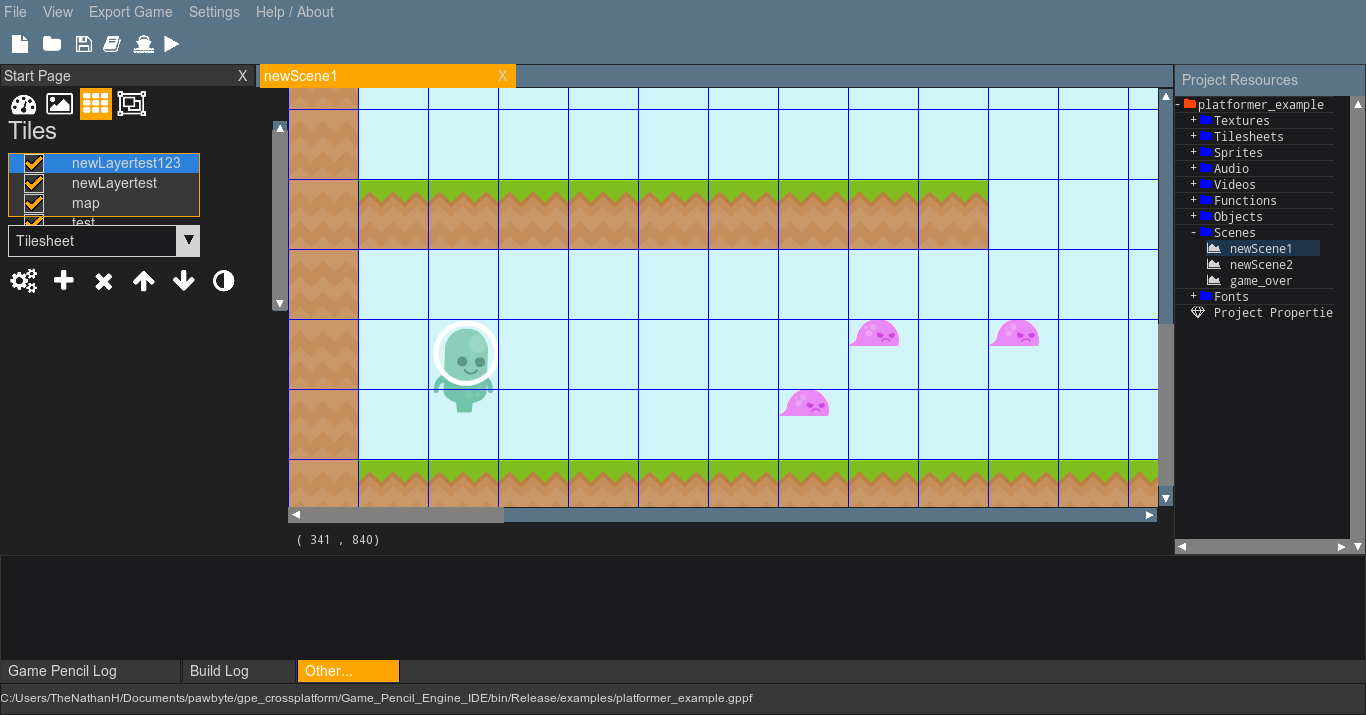 File View Export Game Settings Help / About
Start Page X
newScene1 X
Project Resources
Tiles
newLayertest123
newLayertest
map
test
Tilesheet
- platformer_example
+ Textures
+ Tilesheets
+ Sprites
+ Audio
+ Videos
+ Functions
+ Objects
- Scenes
newScene1
newScene2
game_over
+ Fonts
Project Propertie
( 341 , 840)
Game Pencil Log Build Log Other...
C:/Users/TheNathanH/Documents/pawbyte/gpe_crossplatform/Game_Pencil_Engine_IDE/bin/Release/examples/platformer_example.gppf